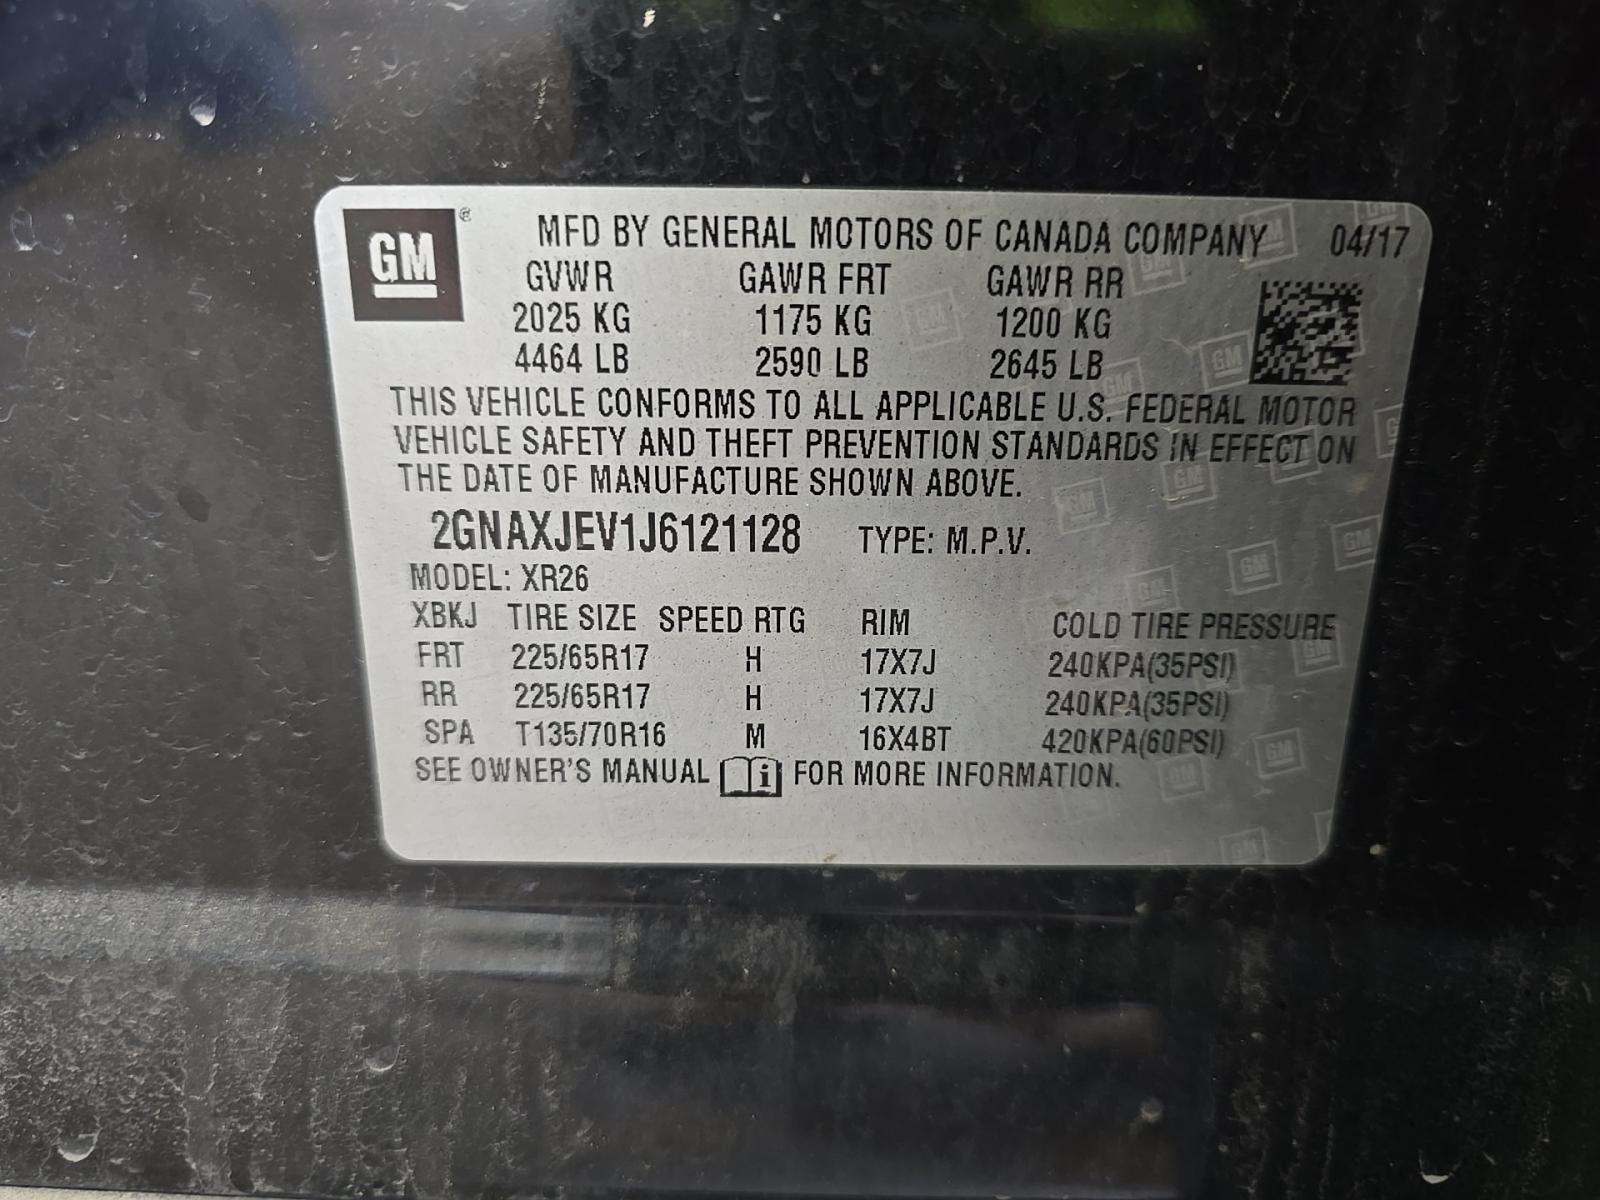 GM ® MFD BY GENERAL MOTORS OF CANADA COMPANY 04/17
GVWR GAWR FRT GAWR RR
2025 KG 1175 KG 1200 KG
4464 LB 2590 LB 2645 LB
THIS VEHICLE CONFORMS TO ALL APPLICABLE U.S. FEDERAL MOTOR
VEHICLE SAFETY AND THEFT PREVENTION STANDARDS IN EFFECT ON
THE DATE OF MANUFACTURE SHOWN ABOVE.
2GNAXJEV1J6121128 TYPE: M.P.V.
MODEL: XR26
XBKJ TIRE SIZE SPEED RTG RIM COLD TIRE PRESSURE
FRT 225/65R17 H 17X7J 240KPA(35PSI)
RR 225/65R17 H 17X7J 240KPA(35PSI)
SPA T135/70R16 M 16X4BT 420KPA(60PSI)
SEE OWNER'S MANUAL i FOR MORE INFORMATION.